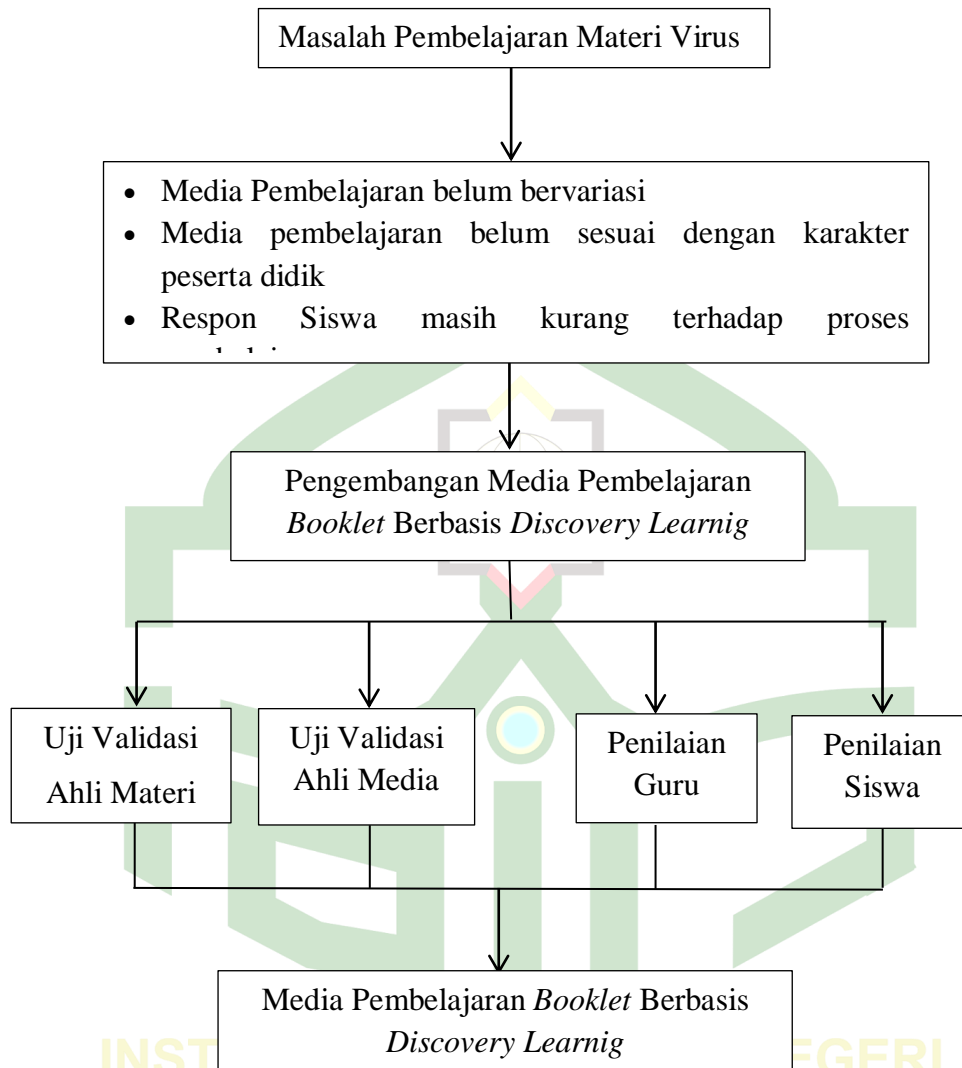 Masalah Pembelajaran Materi Virus
• Media Pembelajaran belum bervariasi
• Media pembelajaran belum sesuai dengan karakter
peserta didik
• Respon Siswa masih kurang terhadap proses
Pengembangan Media Pembelajaran
Booklet Berbasis Discovery Learnig
Uji Validasi
Ahli Materi
Uji Validasi
Ahli Media
Penilaian
Guru
Penilaian
Siswa
Media Pembelajaran Booklet Berbasis
Discovery Learnig
INST EGERI